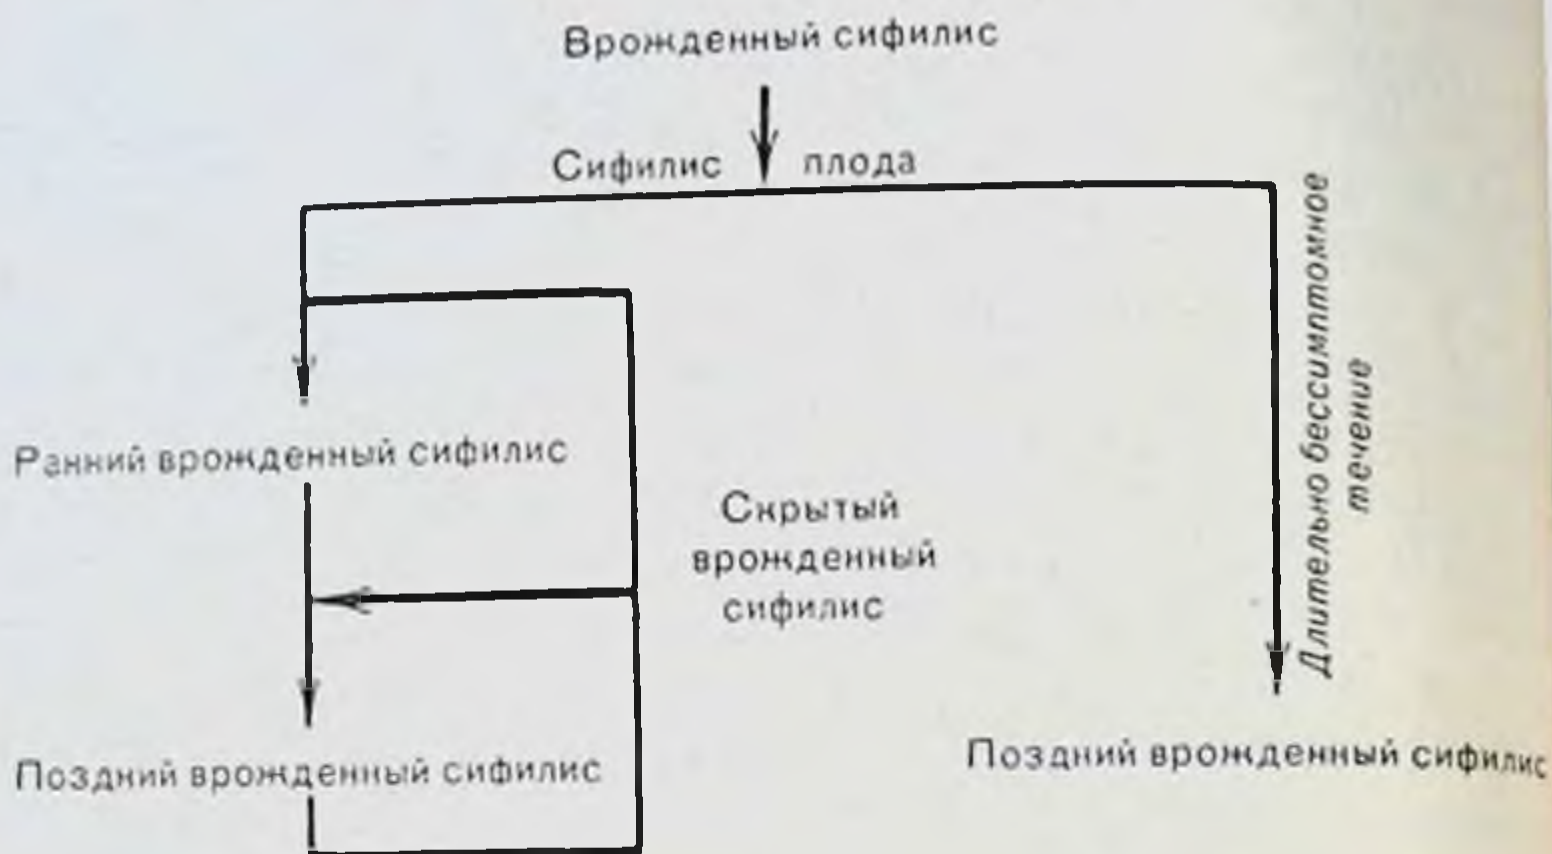 Врожденный сифилис
Сифилис плода
Ранний врожденный сифилис
Скрытый
врожденный
сифилис
Длительно бессимптомное
течение
Поздний врожденный сифилис
Поздний врожденный сифилис